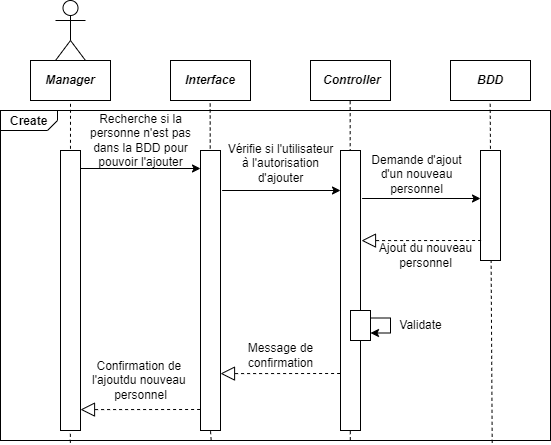 Manager
Interface
Controller
BDD
Create
Recherche si la
personne n'est pas
dans la BDD pour
pouvoir l'ajouter
Vérifie si l'utilisateur
à l'autorisation
d'ajouter
Demande d'ajout
d'un nouveau
personnel
Ajout du nouveau
personnel
Validate
Message de
confirmation
Confirmation de
l'ajoutdu nouveau
personnel